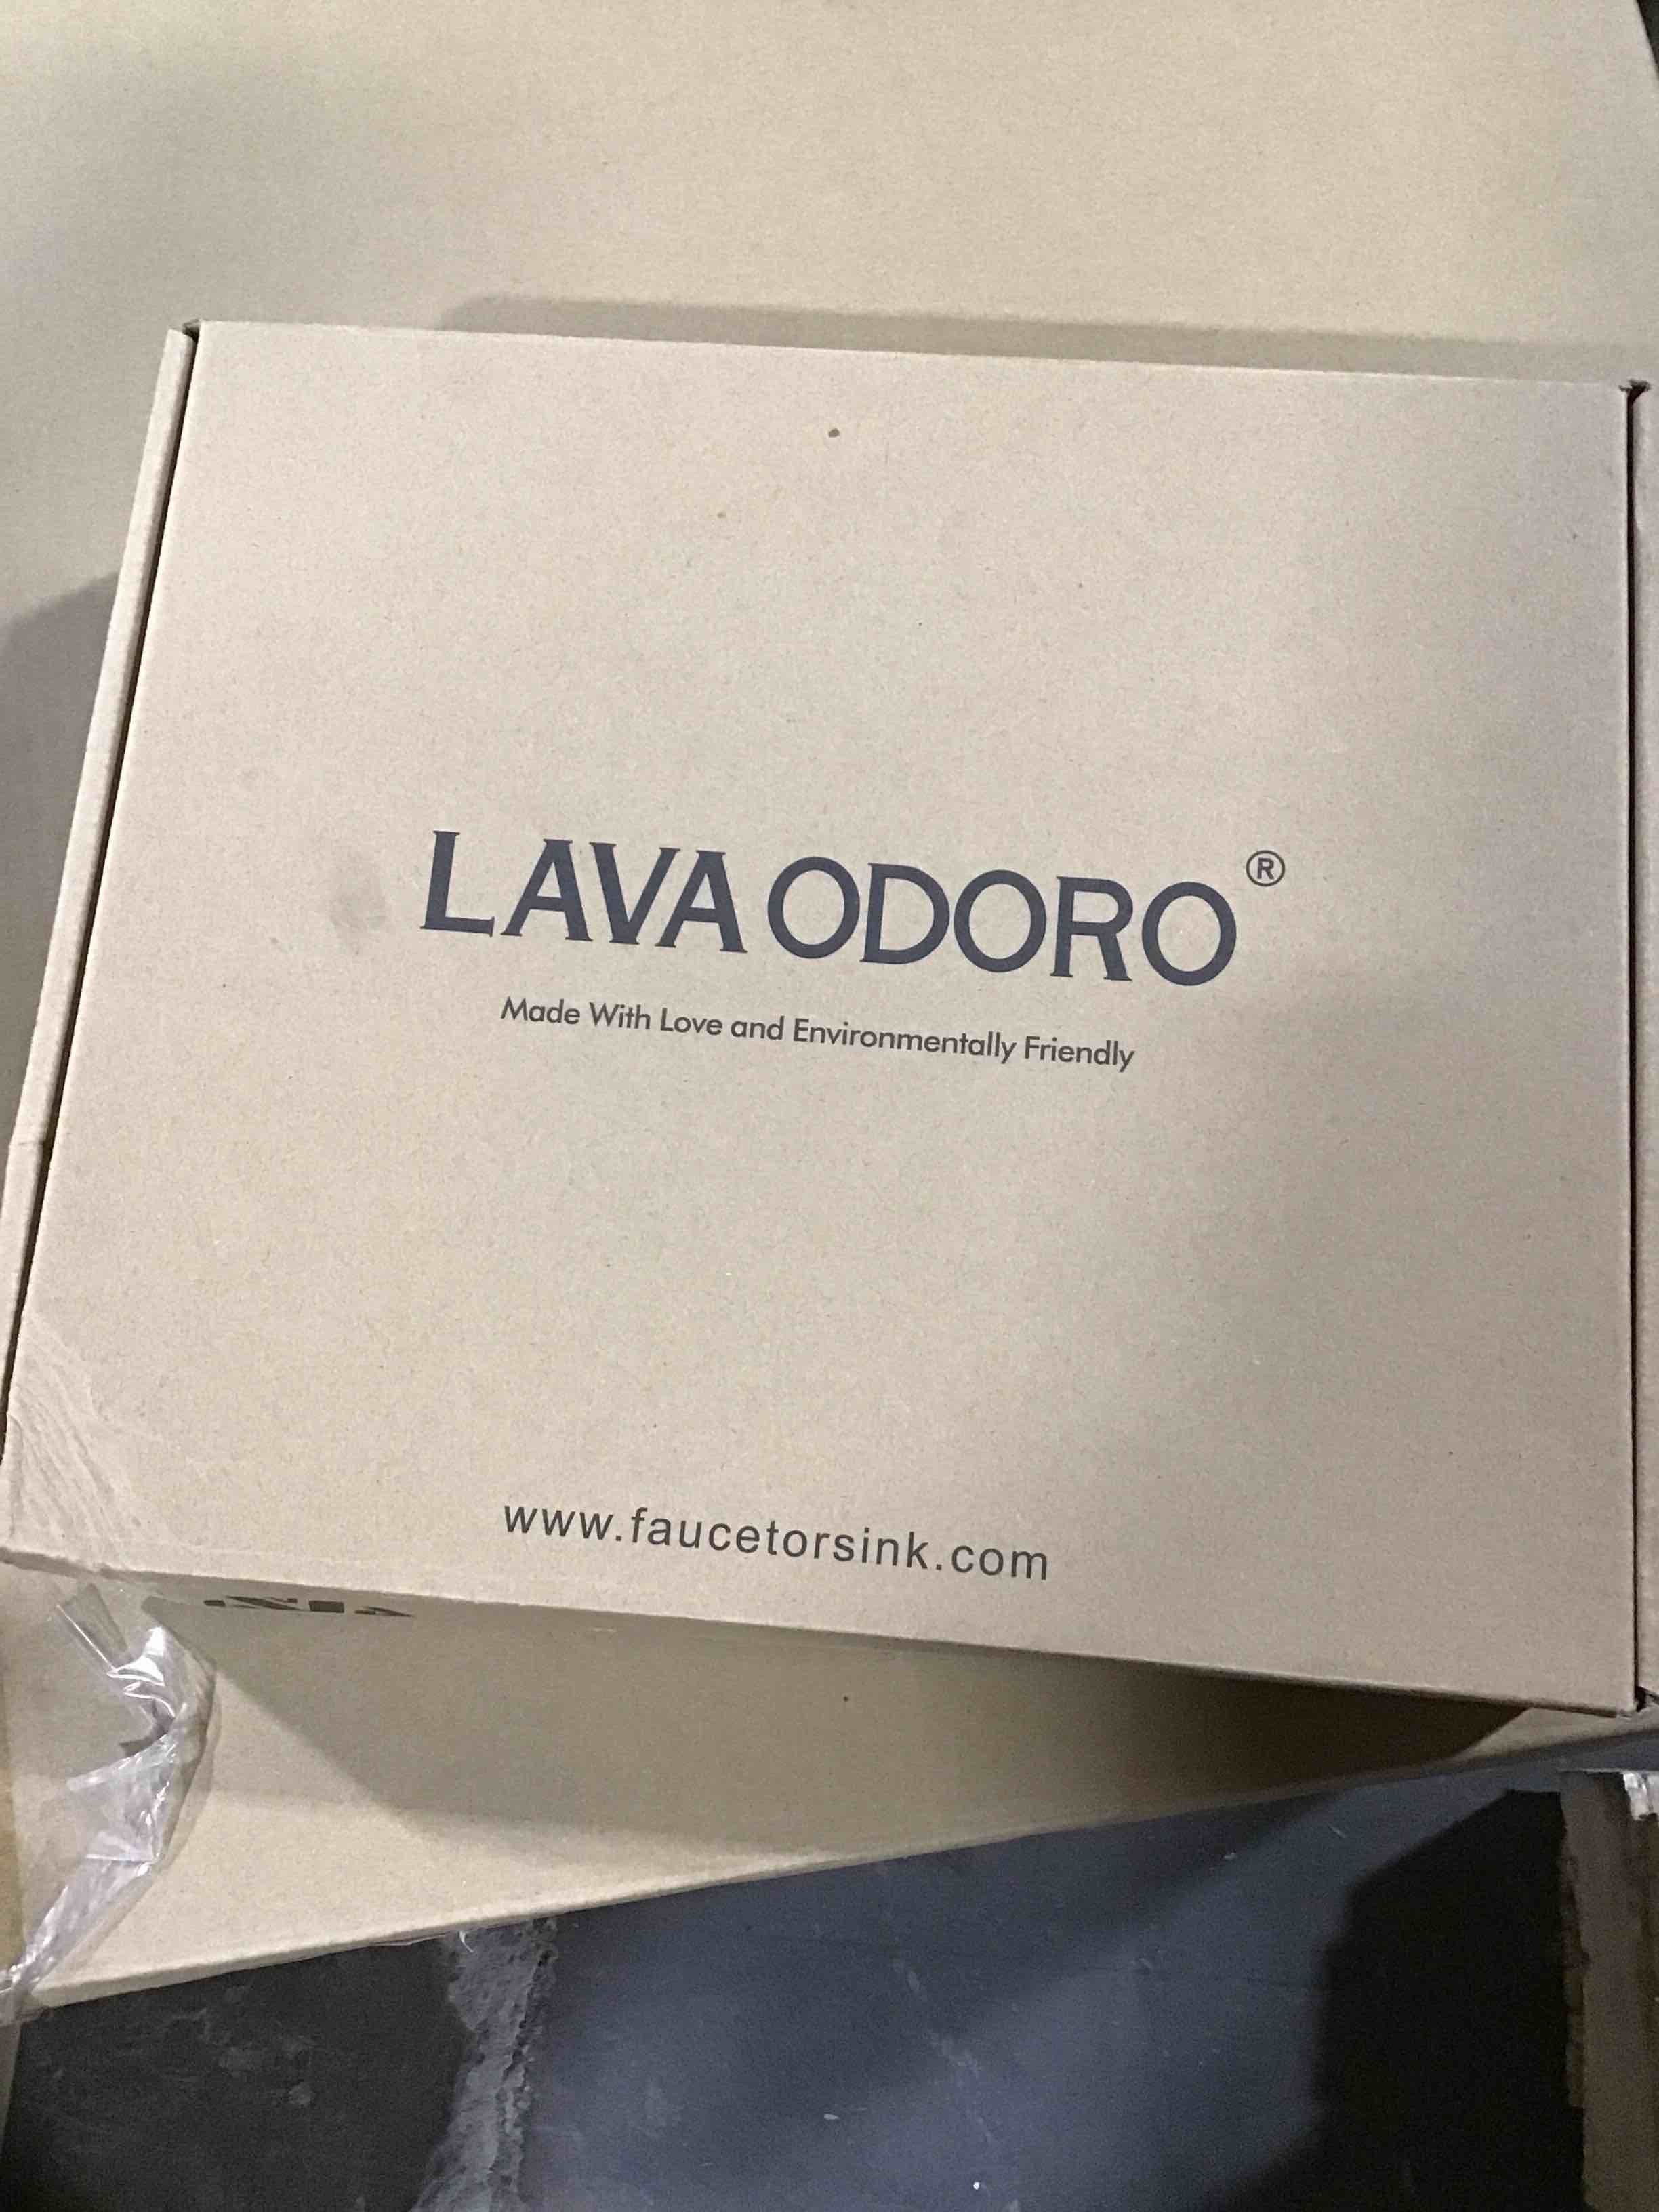 LAVA ODORO®
Made With Love and Environmentally Friendly
www.faucetorsink.com